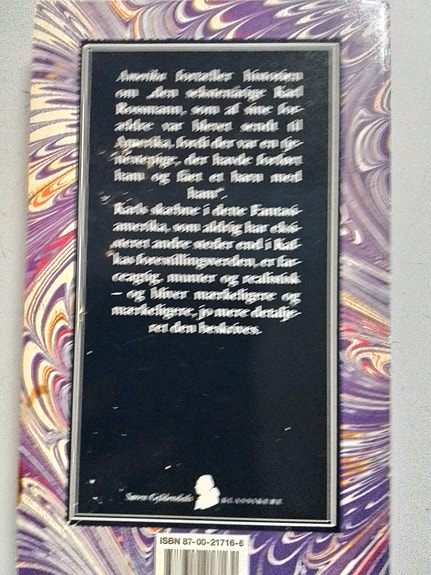 Amerika fortæller historien
om „den sekstenårige Karl
Rossmann, som af sine for-
ældre var blevet sendt til
Amerika, fordi der var en tje-
nestepige, der havde forført
ham og fået et barn med
ham“.
Karls skæbne i dette Fantasi-
amerika, som aldrig har eksi-
steret andre steder end i Kaf-
kas forestillingsverden, er far-
ceagtig, munter og realistisk
– og bliver mærkeligere og
mærkeligere, jo mere detalje-
ret den beskrives.
Søren Gyldendals KLASSIKERE
ISBN 87-00-21716-6